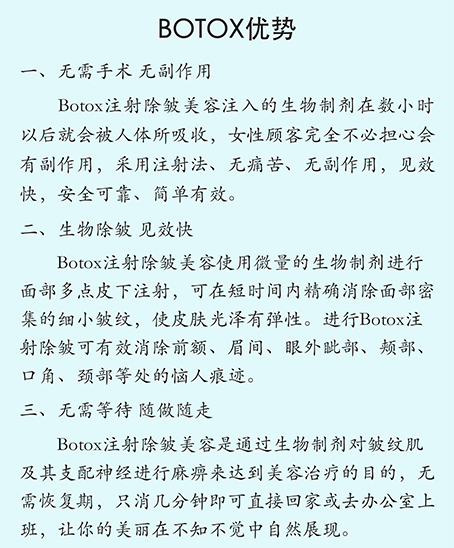 BOTOX优势
一、无需手术 无副作用
Botox注射除皱美容注入的生物制剂在数小时
以后就会被人体所吸收，女性顾客完全不必担心会
有副作用，采用注射法、无痛苦、无副作用，见效
快，安全可靠、简单有效。
二、生物除皱 见效快
Botox注射除皱美容使用微量的生物制剂进行
面部多点皮下注射，可在短时间内精确消除面部密
集的细小皱纹，使皮肤光泽有弹性。进行Botox注
射除皱可有效消除前额、眉间、眼外眦部、颊部、
口角、颈部等处的恼人痕迹。
三、无需等待 随做随走
Botox注射除皱美容是通过生物制剂对皱纹肌
及其支配神经进行麻痹来达到美容治疗的目的，无
需恢复期，只消几分钟即可直接回家或去办公室上
班，让你的美丽在不知不觉中自然展现。